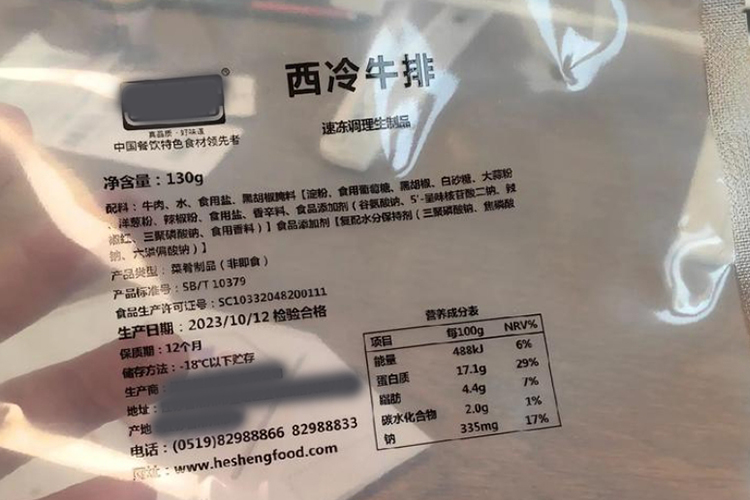 西冷牛排
速冻调理生制品
®
真品质·好味道
中国餐饮特色食材领先者
净含量：130g
配料：牛肉、水、食用盐、黑胡椒腌料【淀粉、食用葡萄糖、黑胡椒、白砂糖、大蒜粉
、洋葱粉、辣椒粉、食用盐、香辛料、食品添加剂（谷氨酸钠、5'-呈味核苷酸二钠、辣
椒红、三聚磷酸钠、食用香料）】食品添加剂【复配水分保持剂（三聚磷酸钠、焦磷酸
钠、六偏磷酸钠）】
产品类型：菜肴制品（非即食）
产品标准号：SB/T 10379
食品生产许可证号：SC10332048200111
生产日期：2023/10/12 检验合格
保质期：12个月
储存方法：-18℃以下贮存
生产商：
地址：
产地
电话：(0519)82988866 82988833
网址：www.heshengfood.com
营养成分表
项目 每100g NRV%
能量 488kJ 6%
蛋白质 17.1g 29%
脂肪 4.4g 7%
碳水化合物 2.0g 1%
钠 335mg 17%